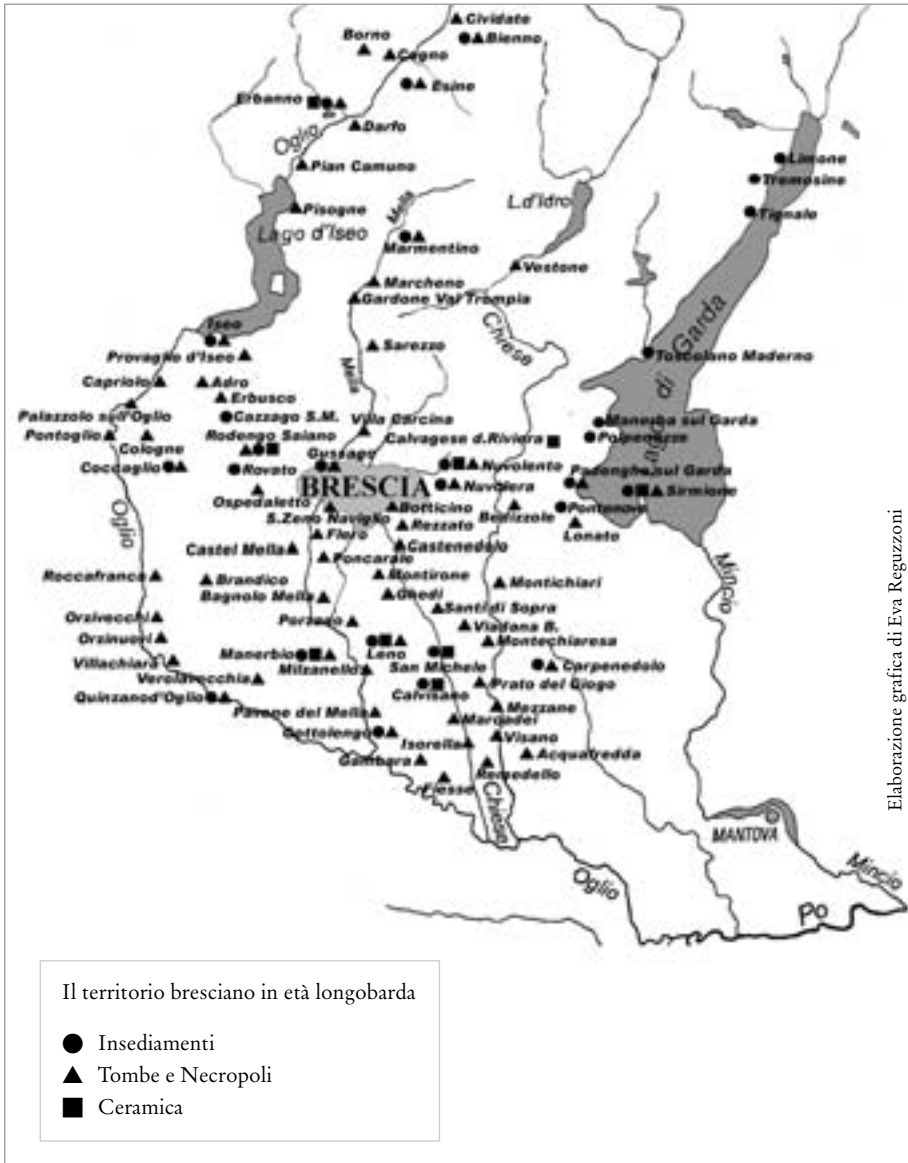 Cividate
Borno
Bienno
Cogno
Esine
Erbanno
Darfo
Oglio
Pian Camuno
Limone
Tremosine
L.d'Idro
Mella
Pisogne
Tignale
Lago d'Iseo
Marmentino
Vestone
Marcheno
Gardone Val Trompia
Chiese
Garda
di
Iseo
Sarezzo
Provaglio d'Iseo
Toscolano Maderno
Mella
Capriolo
Adro
Erbusco
Palazzolo sull'Oglio
Cazzago S.M.
Villa Carcina
Manerba sul Garda
Pontoglio
Cologne
Rodengo Saiano
Calvagese d.Riviera
Polpenazze
Gussago
Coccaglio
Rovato
Nuvolento
Padenghe sul Garda
BRESCIA
Nuvolera
Sirmione
Ospedaletto
Botticino
Bedizzole
Pontenove
S.Zeno Naviglio
Rezzato
Lonato
Oglio
Flero
Castel Mella
Castenedolo
Poncarale
Mincio
Roccafranca
Brandico
Montirone
Montichiari
Bagnolo Mella
Ghedi
Santi di Sopra
Orzivecchi
Porzano
Viadana B.
Orzinuovi
Leno
Montechiaresa
Manerbio
Villachiara
Milzanello
San Michele
Carpenedolo
Verolavecchia
Calvisano
Prato del Giogo
Quinzanod'Oglio
Mezzane
Pavone del Mella
Marcadei
Gottolengo
Visano
Isorella
Acquafredda
Gambara
Remedello
Fiesse
Chiese
MANTOVA
Oglio
Mincio
Po
Elaborazione grafica di Eva Reguzzoni
Il territorio bresciano in età longobarda
Insediamenti
Tombe e Necropoli
Ceramica